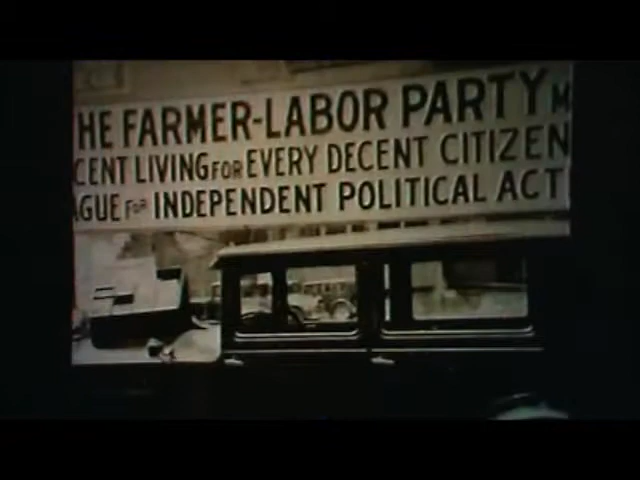 HE FARMER-LABOR PARTY M
CENT LIVING FOR EVERY DECENT CITIZEN
AGUE FOR INDEPENDENT POLITICAL ACT